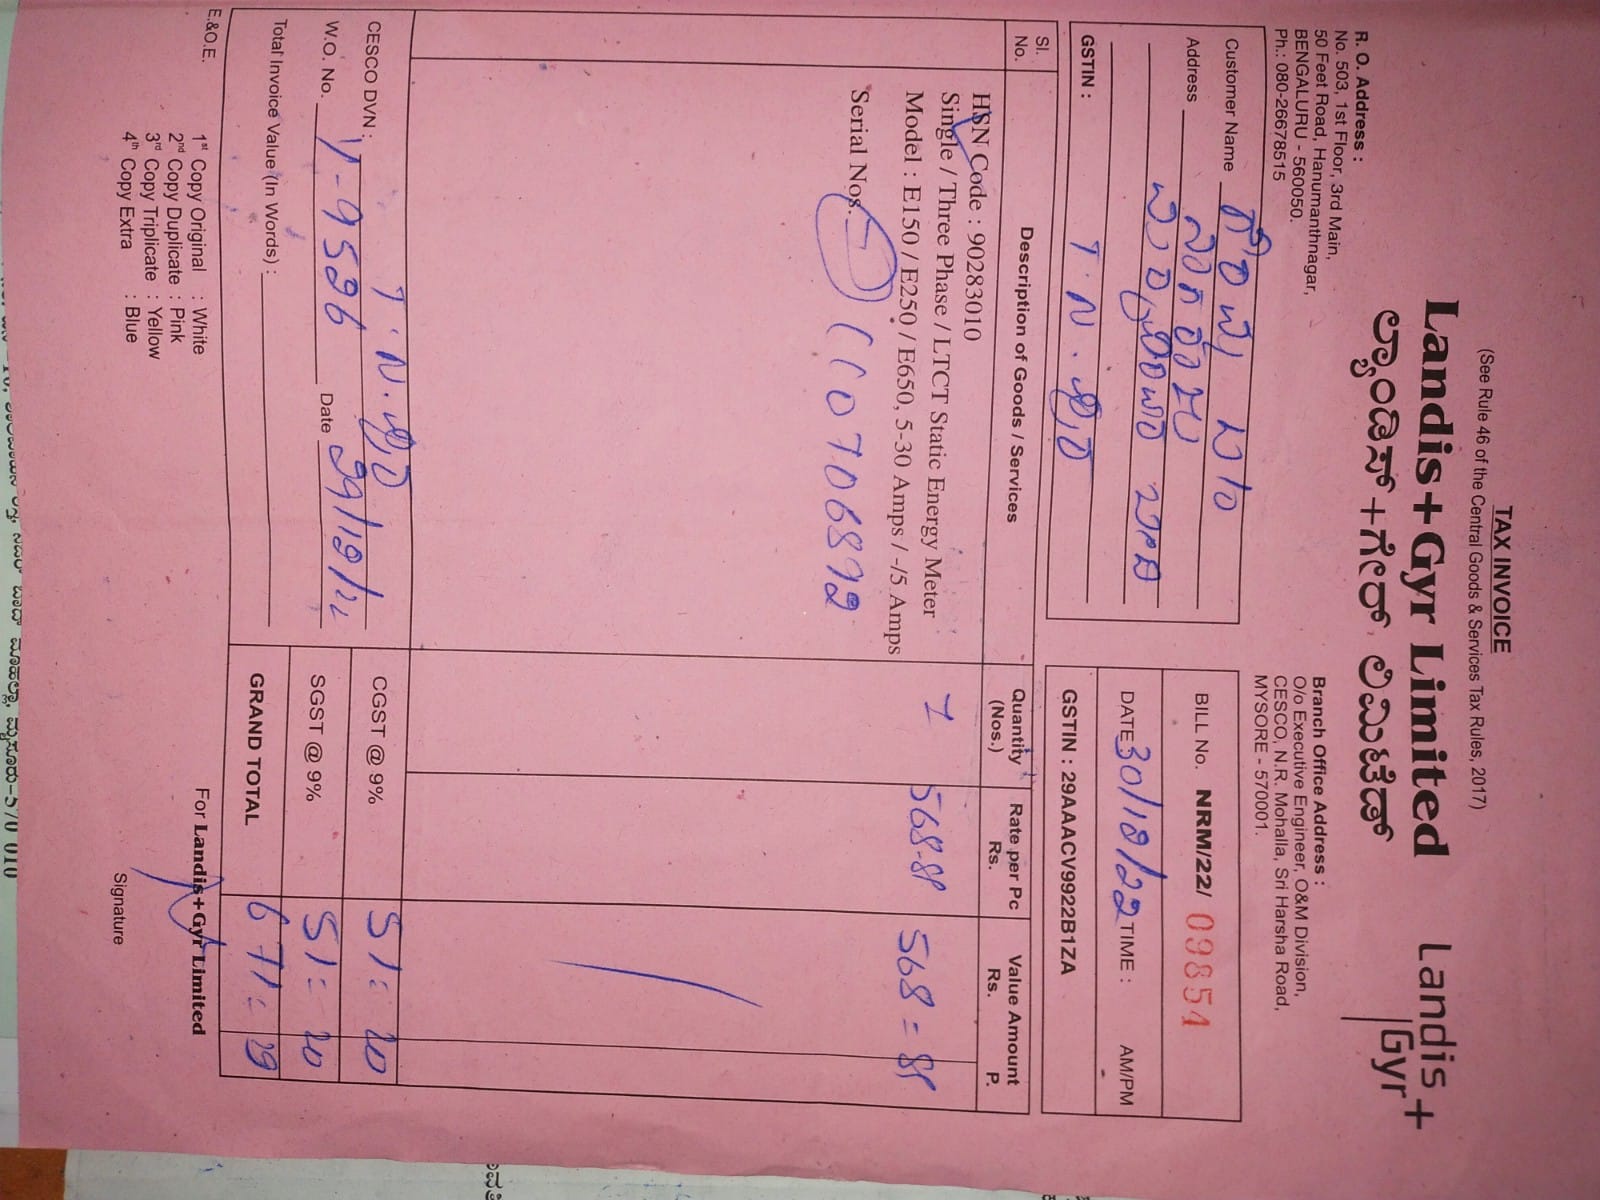 TAX INVOICE
(See Rule 46 of the Central Goods & Services Tax Rules, 2017)
Landis+Gyr Limited
ಲ್ಯಾಂಡಿಸ್+ಗೀರ್ ಲಿಮಿಟೆಡ್
Landis+
Gyr
R. O. Address :
No. 503, 1st Floor, 3rd Main,
50 Feet Road, Hanumanthnagar,
BENGALURU - 560050.
Ph.: 080-26678515
Branch Office Address :
O/o Executive Engineer, O&M Division,
CESCO, N.R. Mohalla, Sri Harsha Road,
MYSORE - 570001.
Customer Name
Address
GSTIN : T.N.
BILL No. NRM/22/ 09854
DATE 30/12/22 TIME : AM/PM
GSTIN : 29AAACV9922B1ZA
Sl. No. Description of Goods / Services Quantity (Nos.) Rate per Pc Rs. Value Amount Rs. P.
HSN Code : 90283010
Single / Three Phase / LTCT Static Energy Meter 1 568-88 568=88
Model : E150 / E250 / E650, 5-30 Amps / -/5 Amps
Serial Nos.
CESCO DVN : T.N.
W.O. No. Date 29/12/22
Total Invoice Value (In Words) :
CGST @ 9% 51=20
SGST @ 9% 51=20
GRAND TOTAL 671=29
E.&O.E.
1st Copy Original : White
2nd Copy Duplicate : Pink
3rd Copy Triplicate : Yellow
4th Copy Extra : Blue
For Landis+Gyr Limited
Signature